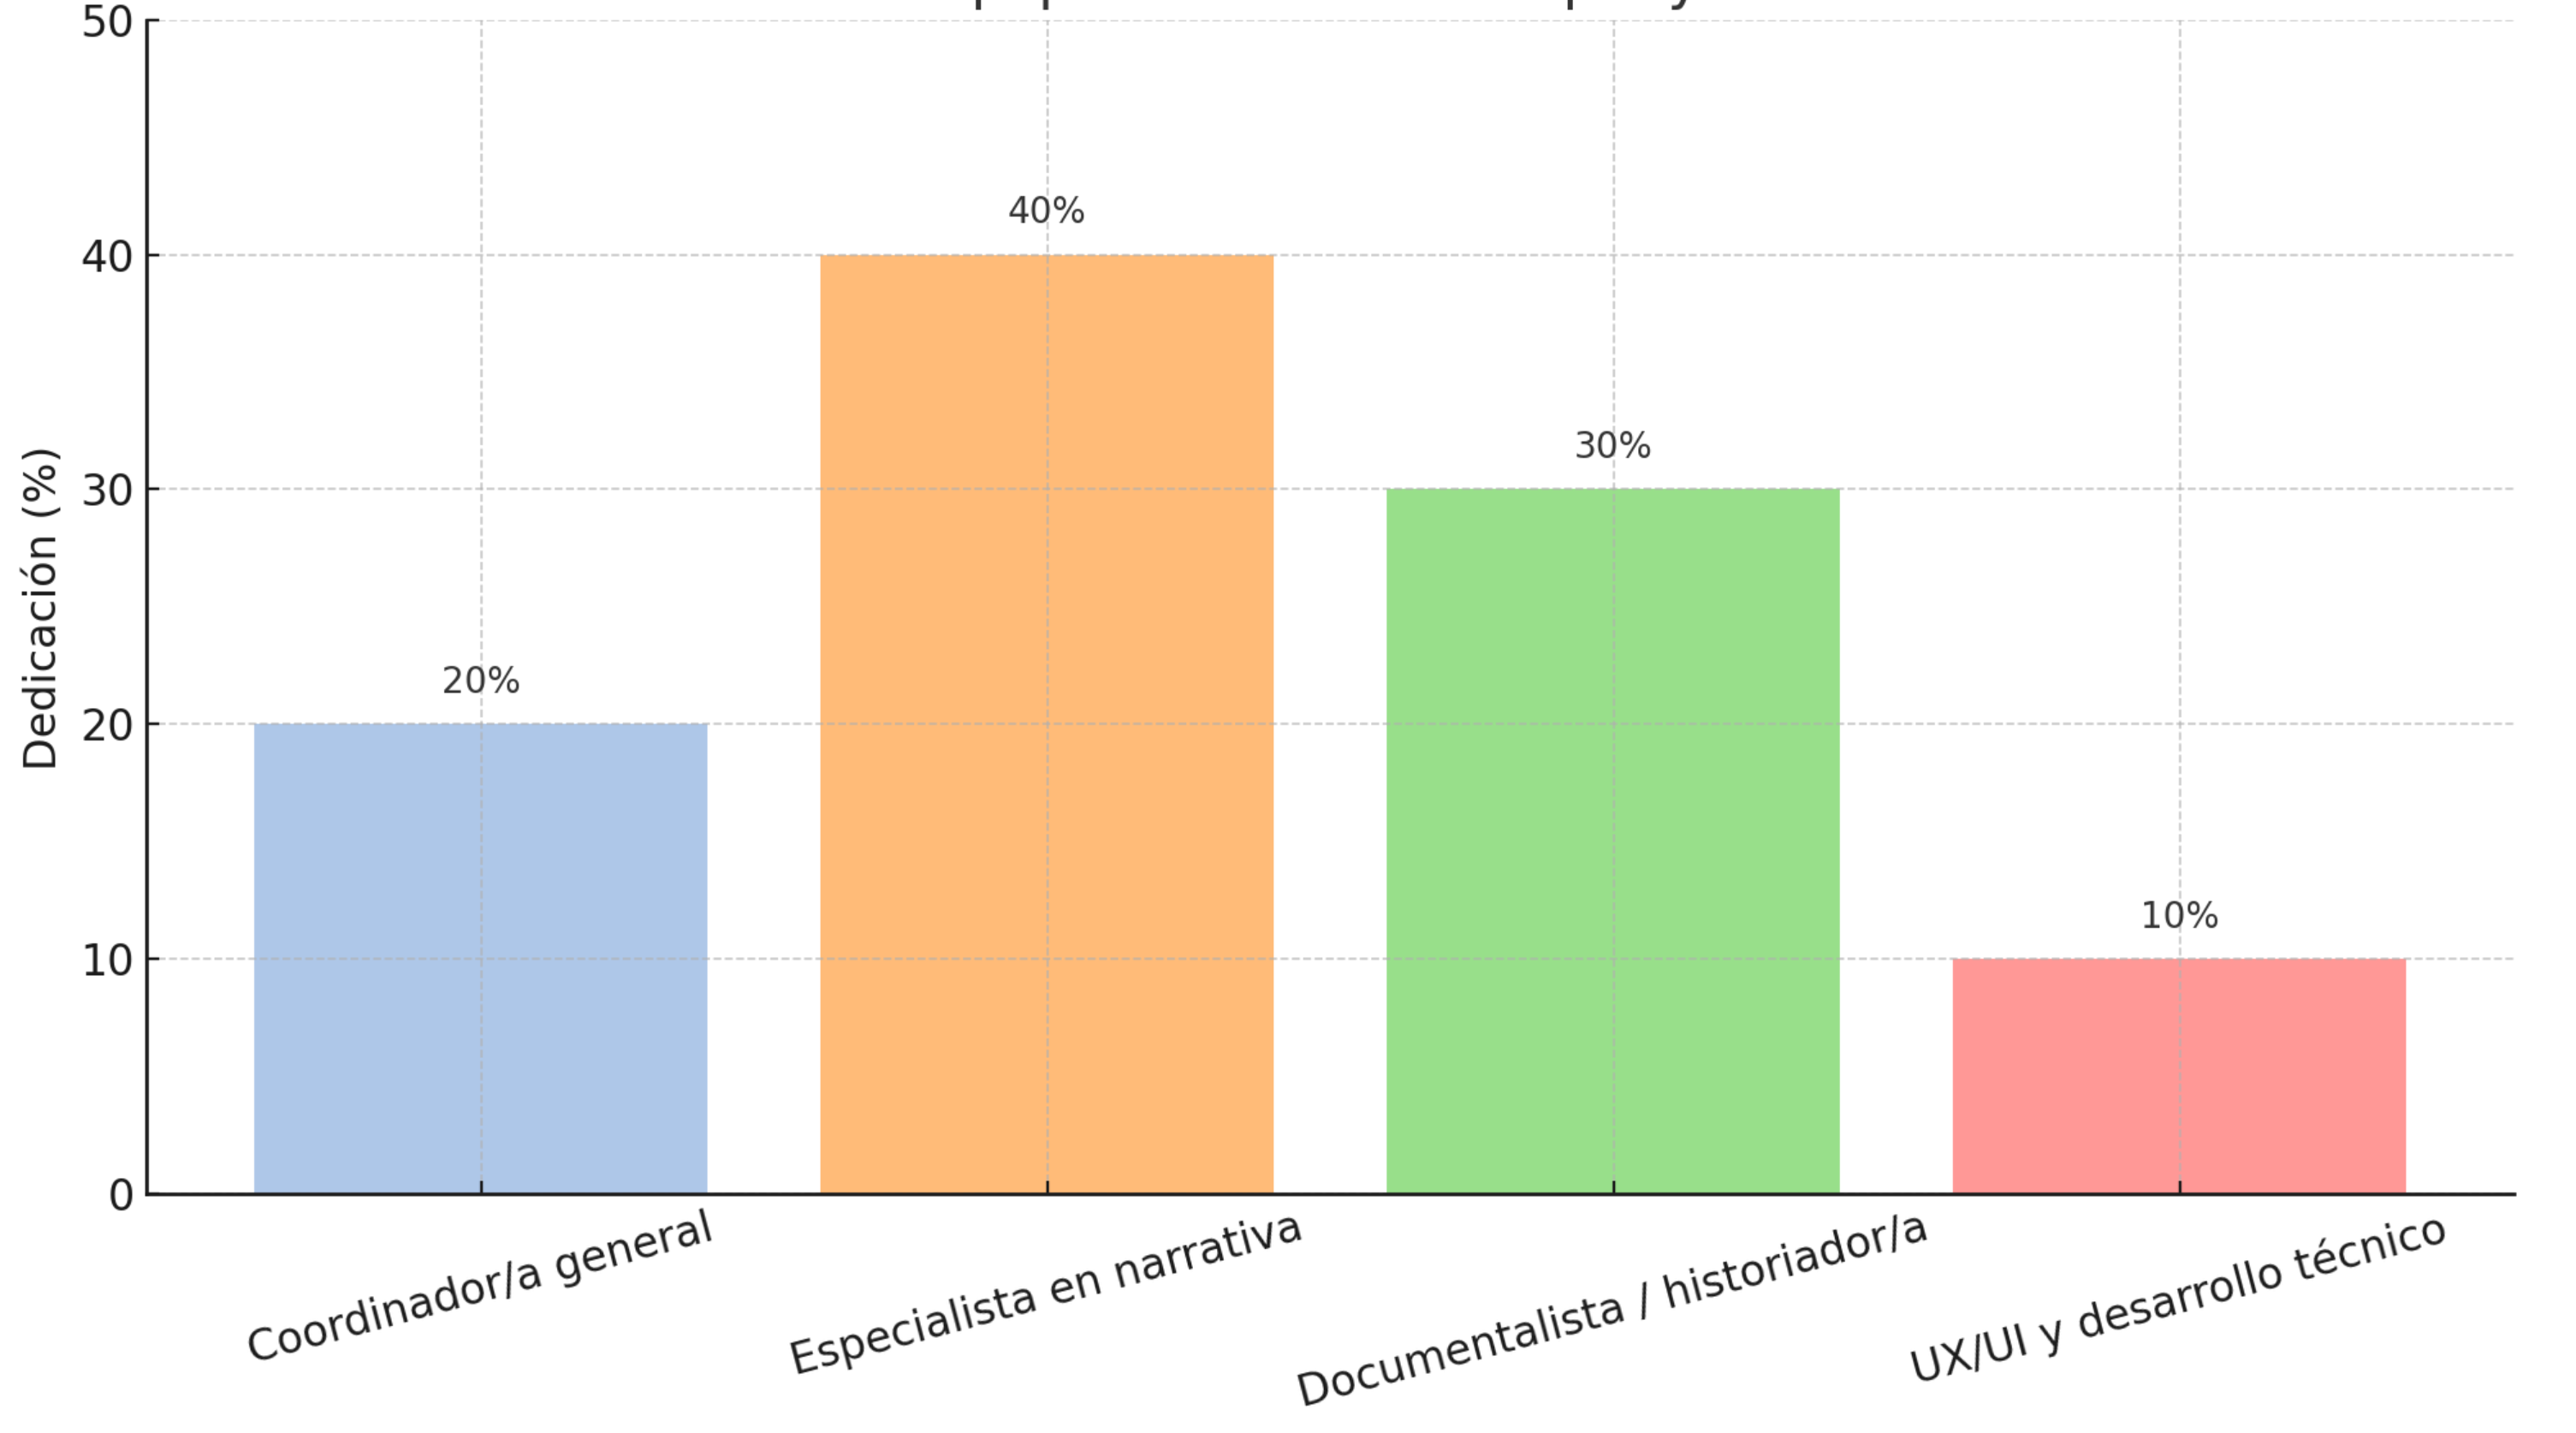 50
40
30
20
10
0
Dedicación (%)
20%
40%
30%
10%
Coordinador/a general
Especialista en narrativa
Documentalista / historiador/a
UX/UI y desarrollo técnico